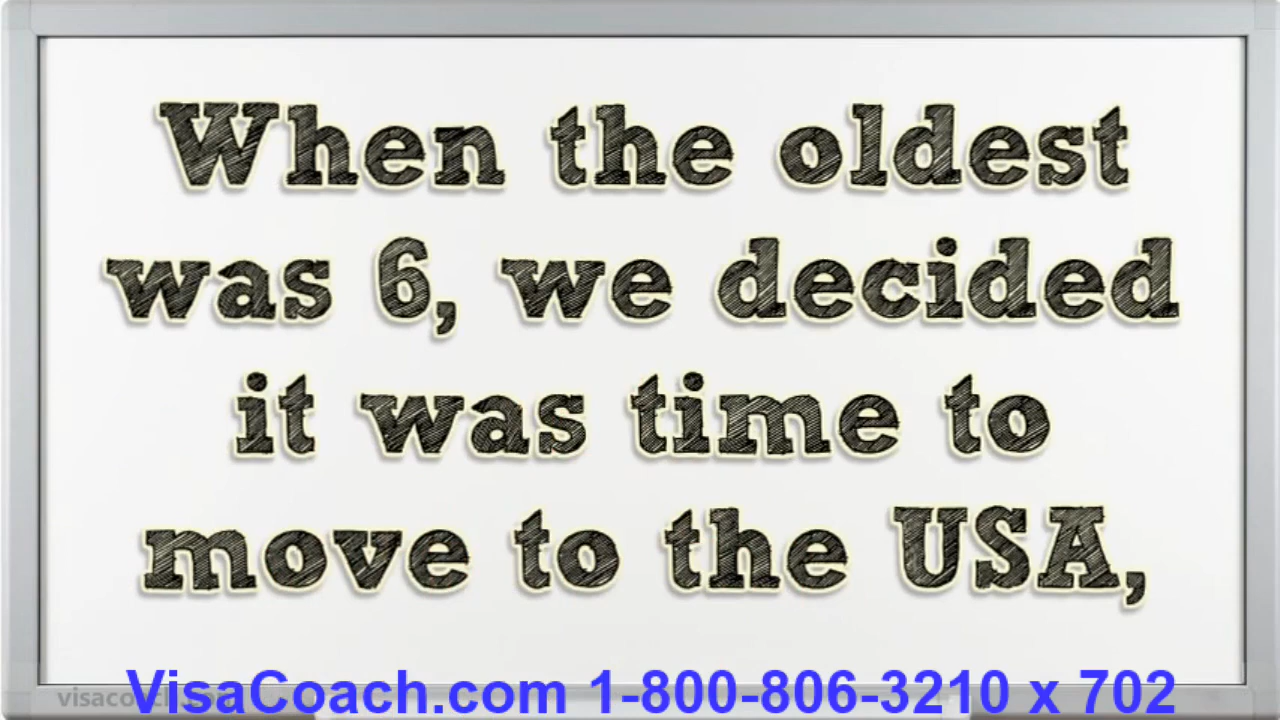 When the oldest
was 6, we decided
it was time to
move to the USA,
VisaCoach.com 1-800-806-3210 x 702
visacoach